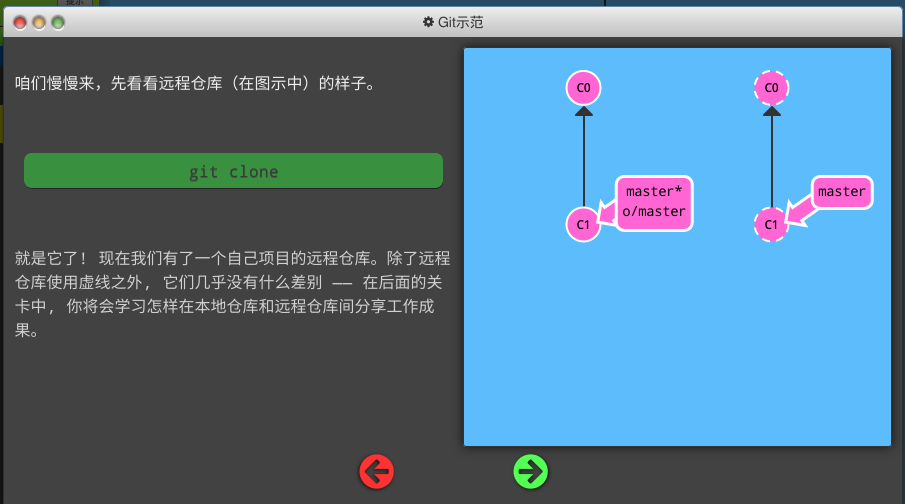 提示
Git示范
咱们慢慢来，先看看远程仓库（在图示中）的样子。
git clone
就是它了！ 现在我们有了一个自己项目的远程仓库。除了远程
仓库使用虚线之外, 它们几乎没有什么差别 —— 在后面的关
卡中, 你将会学习怎样在本地仓库和远程仓库间分享工作成
果。
C0
C0
master*
o/master
master
C1
C1